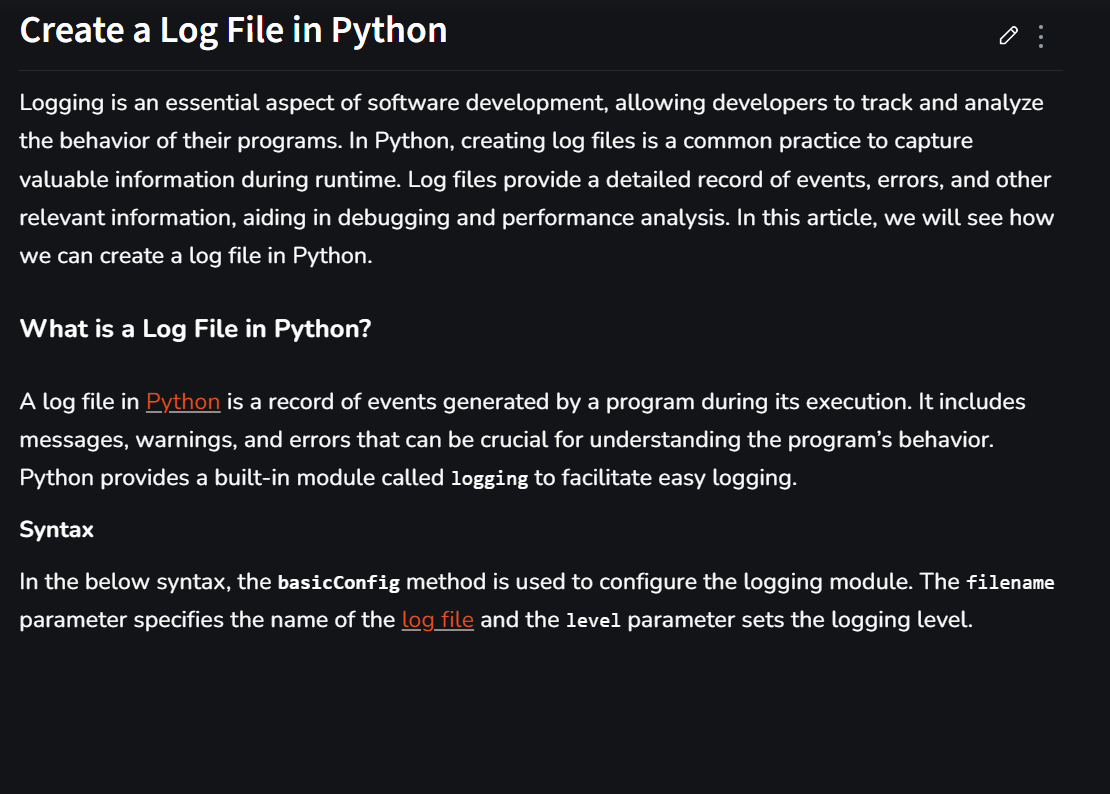 Create a Log File in Python
Logging is an essential aspect of software development, allowing developers to track and analyze
the behavior of their programs. In Python, creating log files is a common practice to capture
valuable information during runtime. Log files provide a detailed record of events, errors, and other
relevant information, aiding in debugging and performance analysis. In this article, we will see how
we can create a log file in Python.
What is a Log File in Python?
A log file in Python is a record of events generated by a program during its execution. It includes
messages, warnings, and errors that can be crucial for understanding the program’s behavior.
Python provides a built-in module called logging to facilitate easy logging.
Syntax
In the below syntax, the basicConfig method is used to configure the logging module. The filename
parameter specifies the name of the log file and the level parameter sets the logging level.